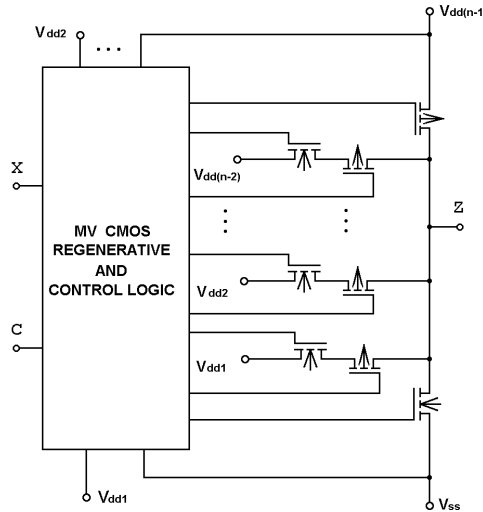 Vdd(n-1
Vdd2
...
X
Vdd(n-2)
MV CMOS
REGENERATIVE
AND
CONTROL LOGIC
Z
Vdd2
C
Vdd1
Vdd1
Vss